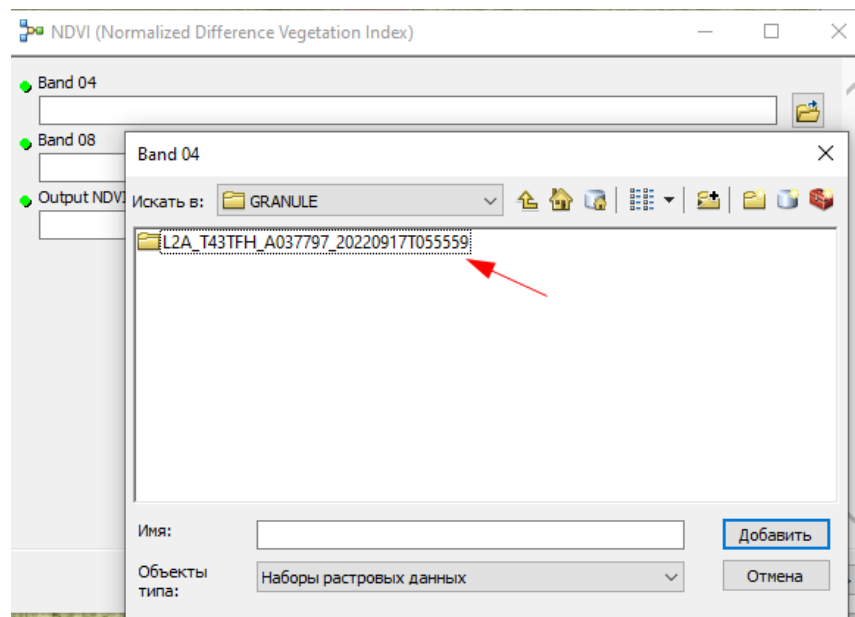 NDVI (Normalized Difference Vegetation Index)
Band 04
Band 08
Output NDVI
Band 04
Искать в: GRANULE
L2A_T43TFH_A037797_20220917T055559
Имя:
Добавить
Объекты типа:
Наборы растровых данных
Отмена